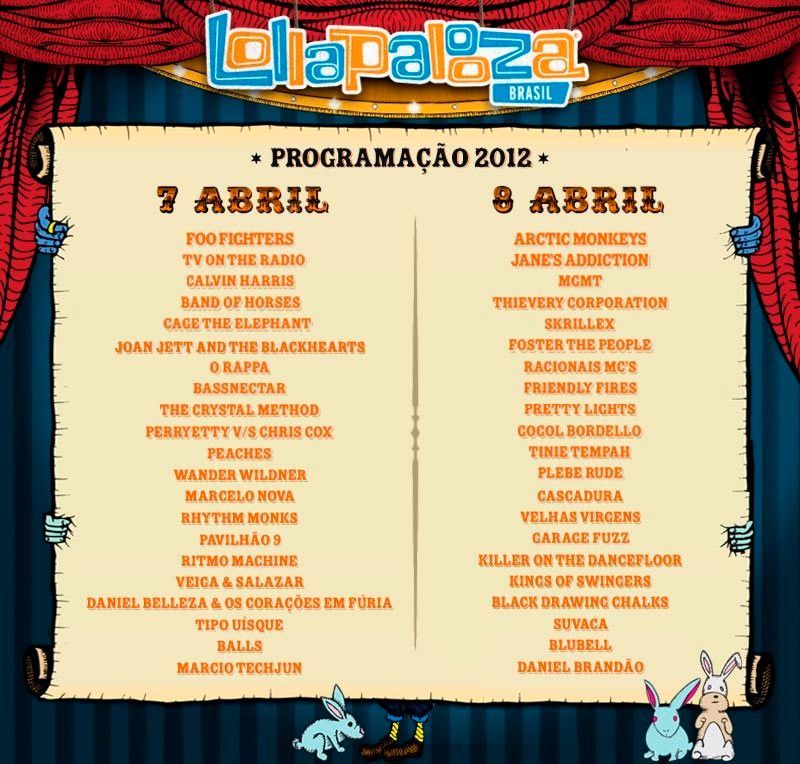 Lollapalooza
BRASIL
★ PROGRAMAÇÃO 2012 ★
7 ABRIL
FOO FIGHTERS
TV ON THE RADIO
CALVIN HARRIS
BAND OF HORSES
CAGE THE ELEPHANT
JOAN JETT AND THE BLACKHEARTS
O RAPPA
BASSNECTAR
THE CRYSTAL METHOD
PERRYETTY V/S CHRIS COX
PEACHES
WANDER WILDNER
MARCELO NOVA
RHYTHM MONKS
PAVILHÃO 9
RITMO MACHINE
VEIGA & SALAZAR
DANIEL BELLEZA & OS CORAÇÕES EM FÚRIA
TIPO UÍSQUE
BALLS
MARCIO TECHJUN
8 ABRIL
ARCTIC MONKEYS
JANE'S ADDICTION
MGMT
THIEVERY CORPORATION
SKRILLEX
FOSTER THE PEOPLE
RACIONAIS MC'S
FRIENDLY FIRES
PRETTY LIGHTS
GOGOL BORDELLO
TINIE TEMPAH
PLEBE RUDE
CASCADURA
VELHAS VIRGENS
GARAGE FUZZ
KILLER ON THE DANCEFLOOR
KINGS OF SWINGERS
BLACK DRAWING CHALKS
SUVACA
BLUBELL
DANIEL BRANDÃO